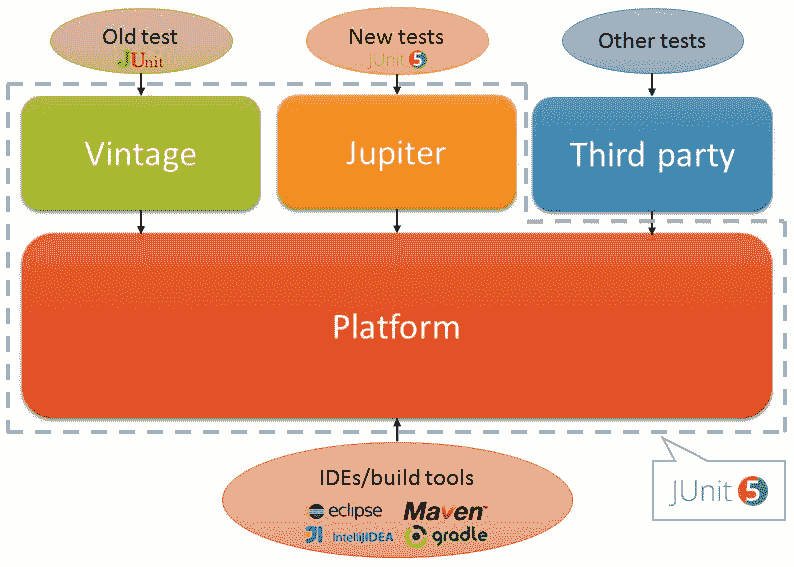 Old test
JUnit
New tests
JUnit 5
Other tests
Vintage
Jupiter
Third party
Platform
IDEs/build tools
eclipse
Maven™
IntelliJIDEA
gradle
JUnit 5